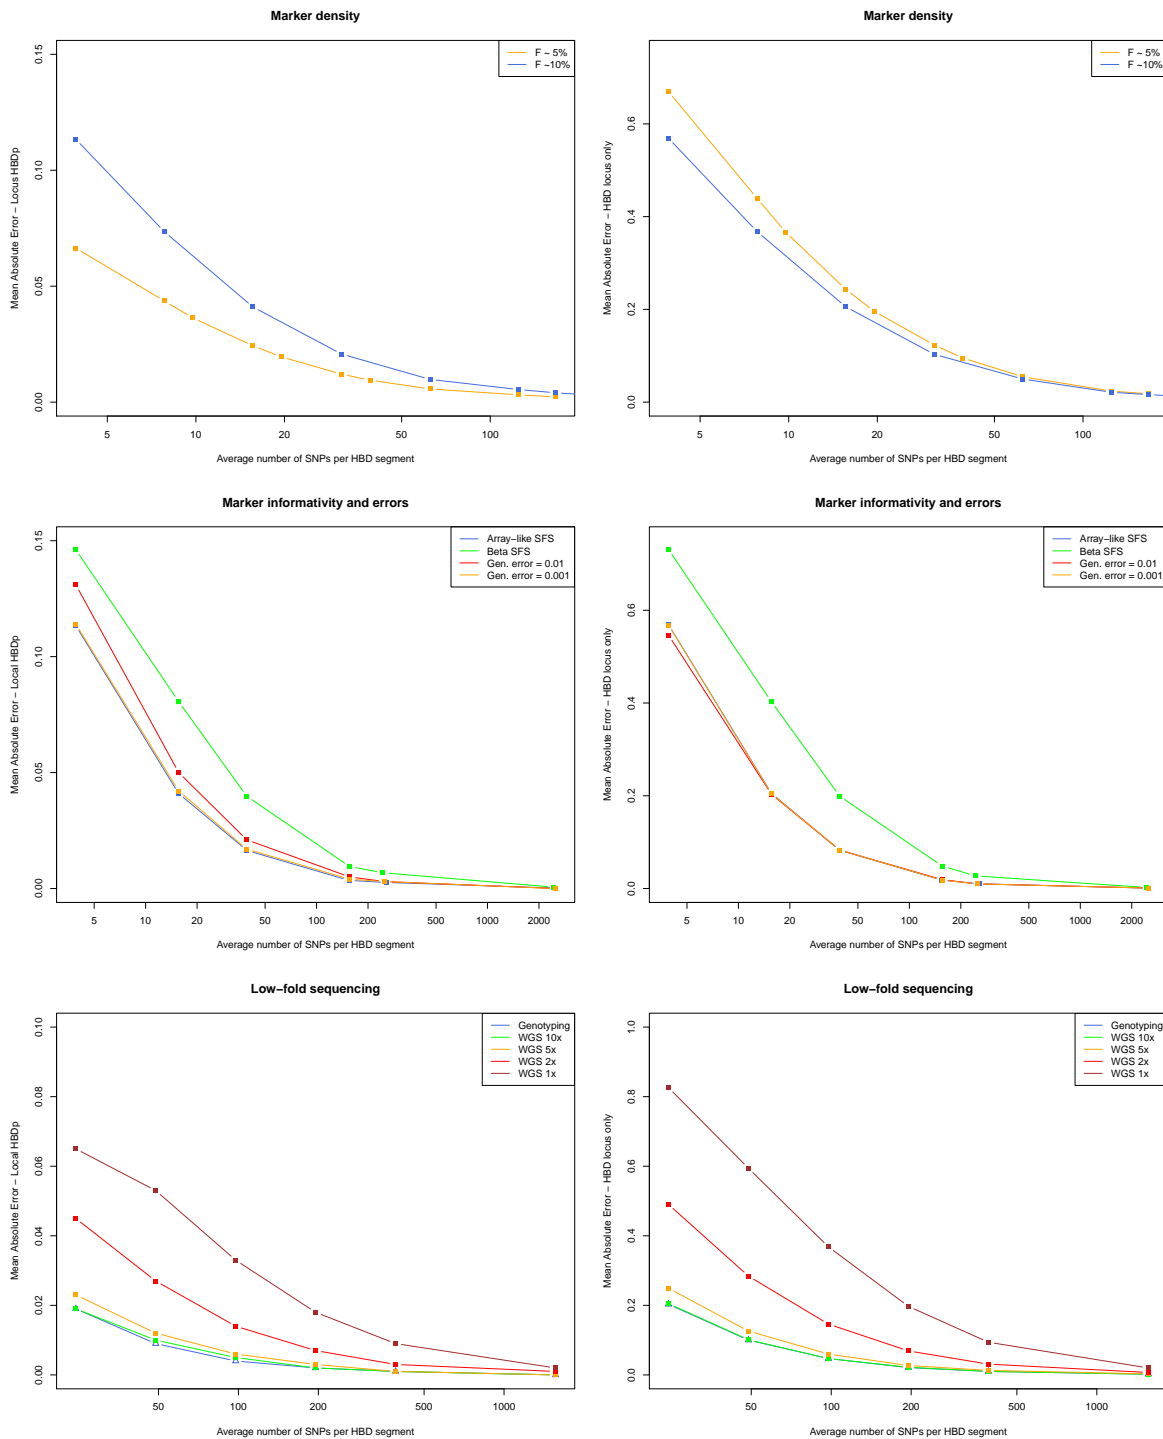 Marker density
Mean Absolute Error – Locus HBDp
0.15
0.10
0.05
0.00
F ~ 5%
F ~10%
5 10 20 50 100
Average number of SNPs per HBD segment
Marker density
Mean Absolute Error – HBD locus only
0.6
0.4
0.2
0.0
F ~ 5%
F ~10%
5 10 20 50 100
Average number of SNPs per HBD segment
Marker informativity and errors
Mean Absolute Error – Local HBDp
0.15
0.10
0.05
0.00
Array-like SFS
Beta SFS
Gen. error = 0.01
Gen. error = 0.001
5 10 20 50 100 200 500 1000 2000
Average number of SNPs per HBD segment
Marker informativity and errors
Mean Absolute Error – HBD locus only
0.6
0.4
0.2
0.0
Array-like SFS
Beta SFS
Gen. error = 0.01
Gen. error = 0.001
5 10 20 50 100 200 500 1000 2000
Average number of SNPs per HBD segment
Low–fold sequencing
Mean Absolute Error – Local HBDp
0.10
0.08
0.06
0.04
0.02
0.00
Genotyping
WGS 10x
WGS 5x
WGS 2x
WGS 1x
50 100 200 500 1000
Average number of SNPs per HBD segment
Low–fold sequencing
Mean Absolute Error – HBD locus only
1.0
0.8
0.6
0.4
0.2
0.0
Genotyping
WGS 10x
WGS 5x
WGS 2x
WGS 1x
50 100 200 500 1000
Average number of SNPs per HBD segment